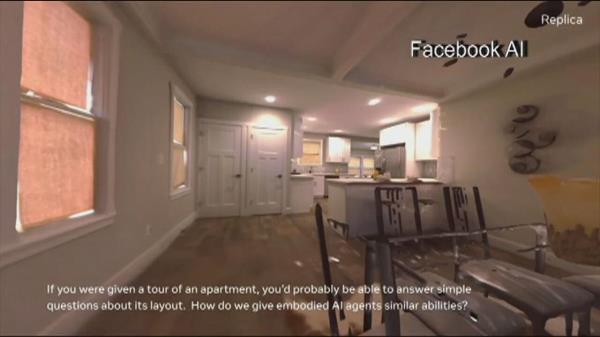 Replica
Facebook AI
If you were given a tour of an apartment, you'd probably be able to answer simple
questions about its layout.  How do we give embodied AI agents similar abilities?